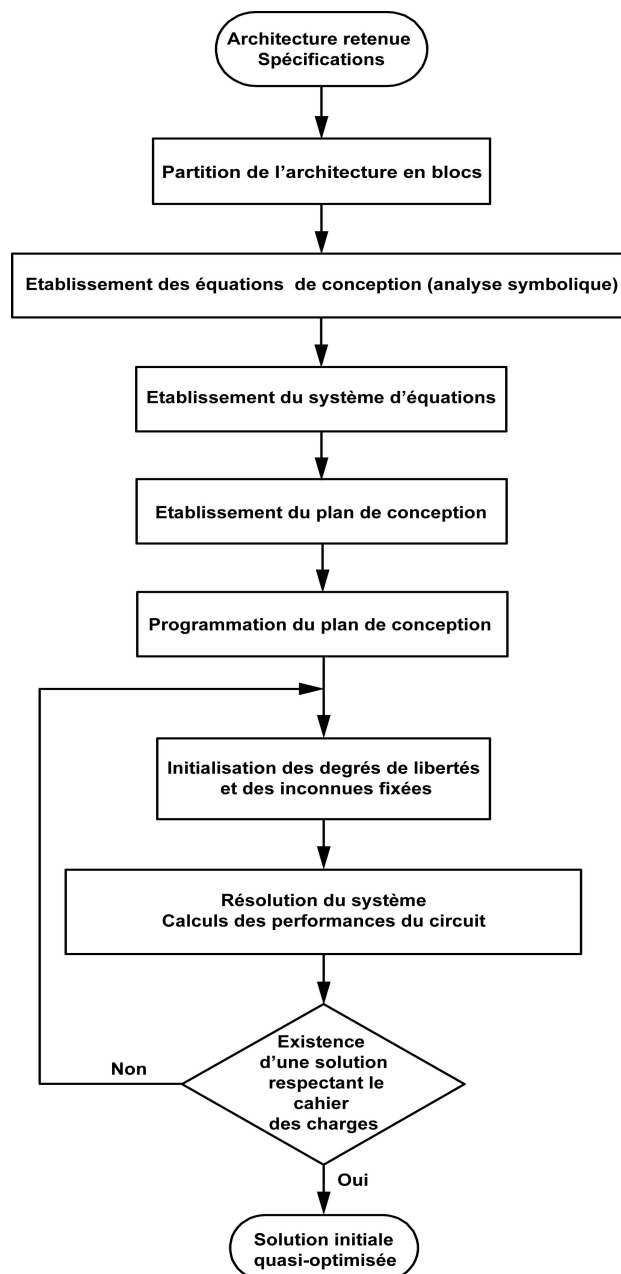 Architecture retenue
Spécifications
Partition de l’architecture en blocs
Etablissement des équations de conception (analyse symbolique)
Etablissement du système d’équations
Etablissement du plan de conception
Programmation du plan de conception
Initialisation des degrés de libertés
et des inconnues fixées
Résolution du système
Calculs des performances du circuit
Existence
d’une solution
respectant le
cahier
des charges
Non
Oui
Solution initiale
quasi-optimisée